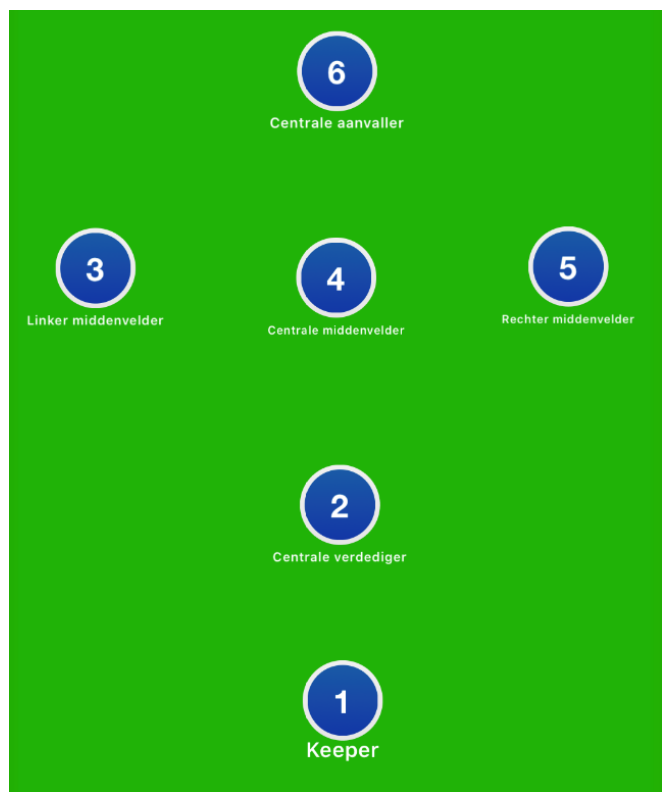 6
Centrale aanvaller
3
Linker middenvelder
4
Centrale middenvelder
5
Rechter middenvelder
2
Centrale verdediger
1
Keeper